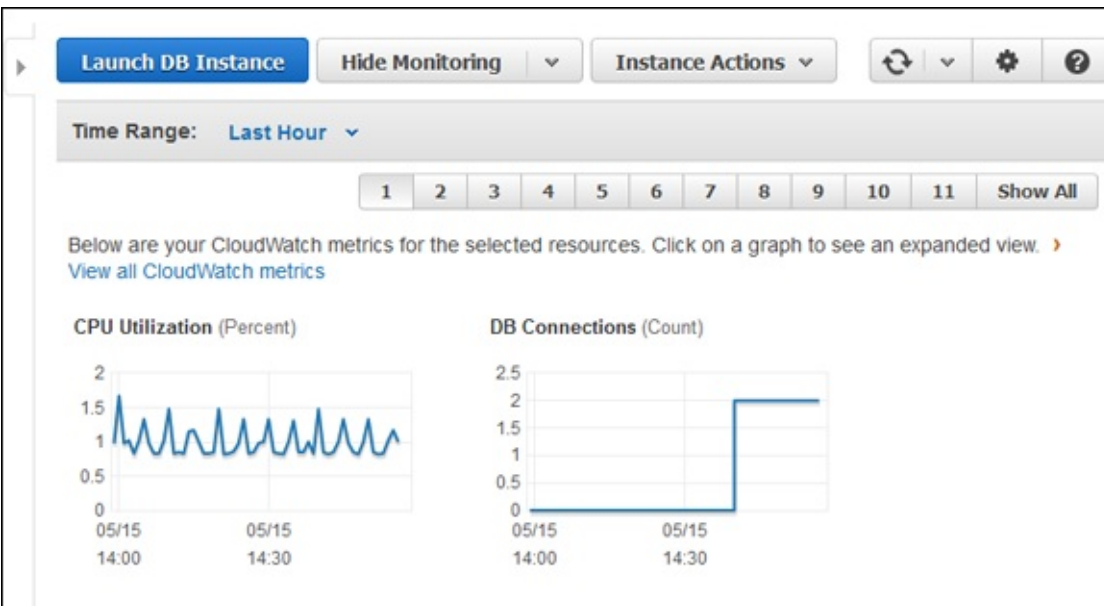 Launch DB Instance Hide Monitoring Instance Actions ?
Time Range: Last Hour
1 2 3 4 5 6 7 8 9 10 11 Show All
Below are your CloudWatch metrics for the selected resources. Click on a graph to see an expanded view.
View all CloudWatch metrics
CPU Utilization (Percent)
2
1.5
1
0.5
0
05/15 05/15
14:00 14:30
DB Connections (Count)
2.5
2
1.5
1
0.5
0
05/15 05/15
14:00 14:30